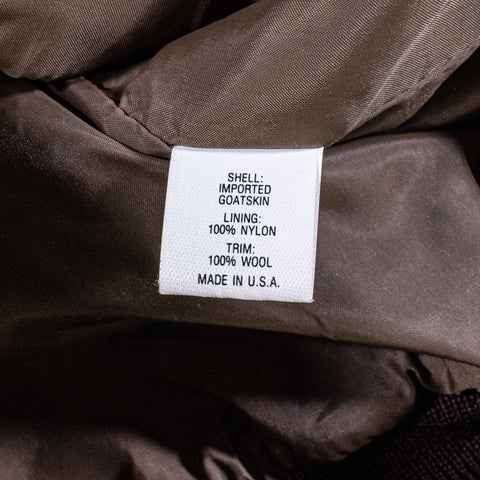 SHELL:
IMPORTED
GOATSKIN
LINING:
100% NYLON
TRIM:
100% WOOL
MADE IN U.S.A.